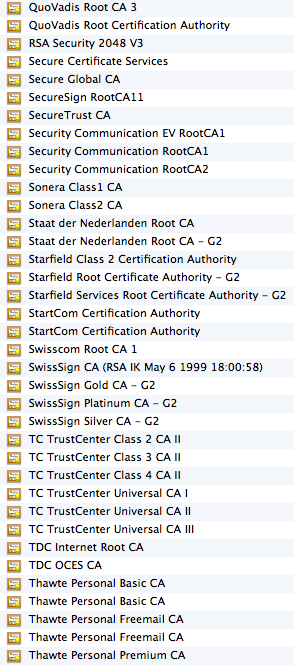 QuoVadis Root CA 3
QuoVadis Root Certification Authority
RSA Security 2048 V3
Secure Certificate Services
Secure Global CA
SecureSign RootCA11
SecureTrust CA
Security Communication EV RootCA1
Security Communication RootCA1
Security Communication RootCA2
Sonera Class1 CA
Sonera Class2 CA
Staat der Nederlanden Root CA
Staat der Nederlanden Root CA – G2
Starfield Class 2 Certification Authority
Starfield Root Certificate Authority – G2
Starfield Services Root Certificate Authority – G2
StartCom Certification Authority
StartCom Certification Authority
Swisscom Root CA 1
SwissSign CA (RSA IK May 6 1999 18:00:58)
SwissSign Gold CA – G2
SwissSign Platinum CA – G2
SwissSign Silver CA – G2
TC TrustCenter Class 2 CA II
TC TrustCenter Class 3 CA II
TC TrustCenter Class 4 CA II
TC TrustCenter Universal CA I
TC TrustCenter Universal CA II
TC TrustCenter Universal CA III
TDC Internet Root CA
TDC OCES CA
Thawte Personal Basic CA
Thawte Personal Basic CA
Thawte Personal Freemail CA
Thawte Personal Freemail CA
Thawte Personal Premium CA